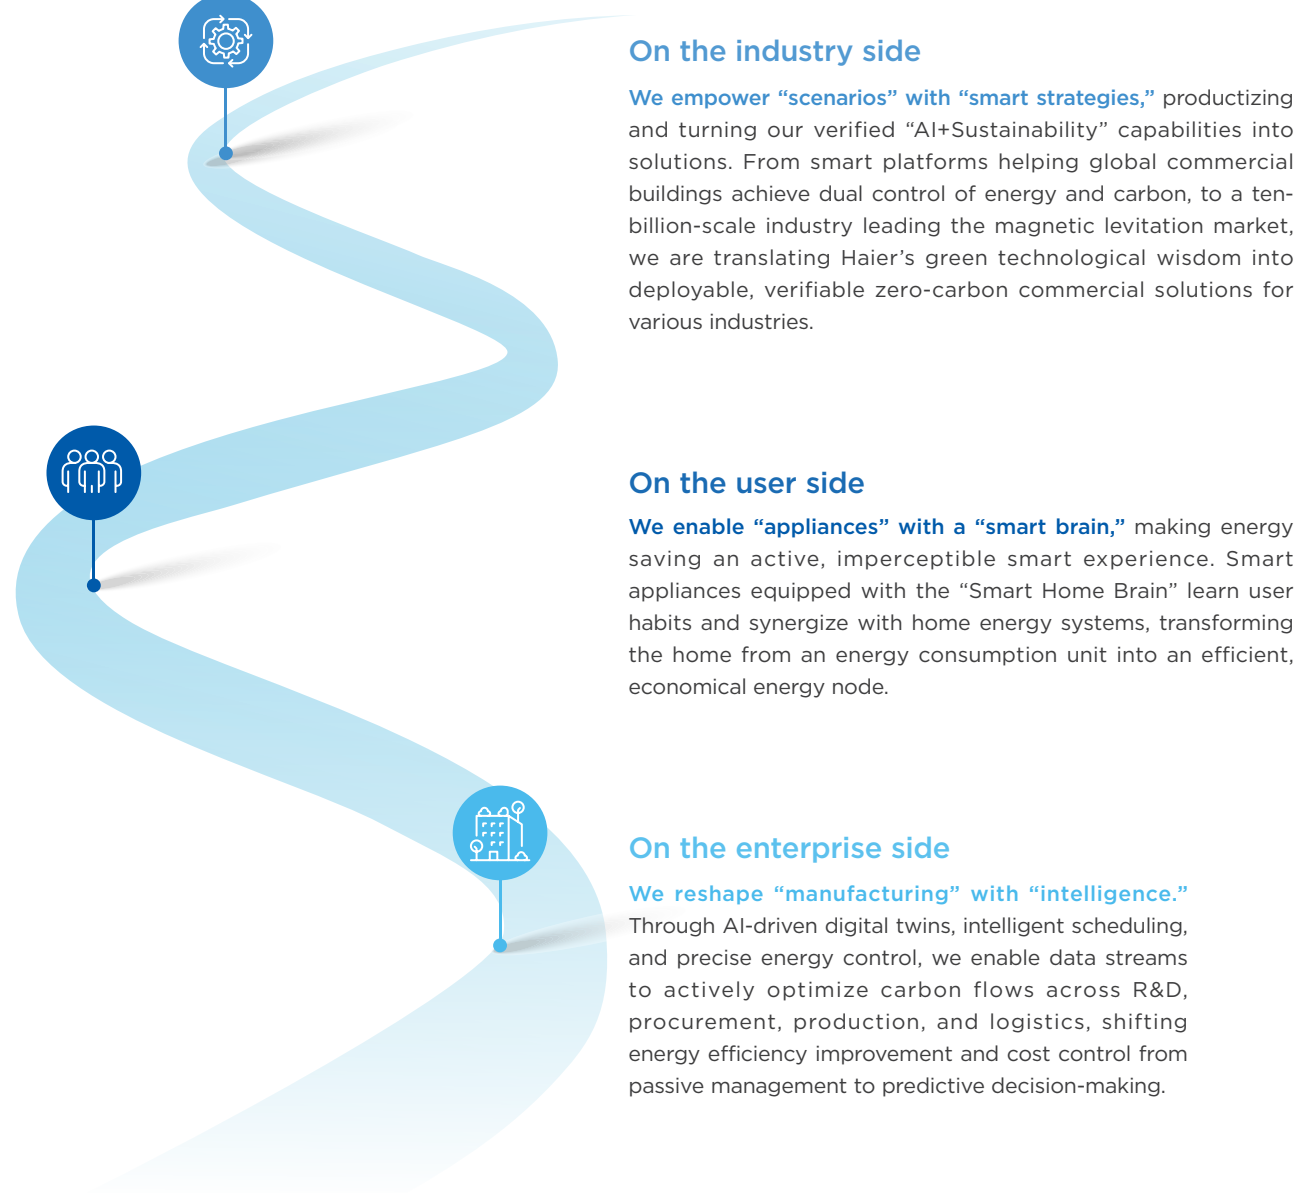 On the industry side
We empower “scenarios” with “smart strategies,” productizing
and turning our verified “AI+Sustainability” capabilities into
solutions. From smart platforms helping global commercial
buildings achieve dual control of energy and carbon, to a ten-
billion-scale industry leading the magnetic levitation market,
we are translating Haier’s green technological wisdom into
deployable, verifiable zero-carbon commercial solutions for
various industries.
On the user side
We enable “appliances” with a “smart brain,” making energy
saving an active, imperceptible smart experience. Smart
appliances equipped with the “Smart Home Brain” learn user
habits and synergize with home energy systems, transforming
the home from an energy consumption unit into an efficient,
economical energy node.
On the enterprise side
We reshape “manufacturing” with “intelligence.”
Through AI-driven digital twins, intelligent scheduling,
and precise energy control, we enable data streams
to actively optimize carbon flows across R&D,
procurement, production, and logistics, shifting
energy efficiency improvement and cost control from
passive management to predictive decision-making.